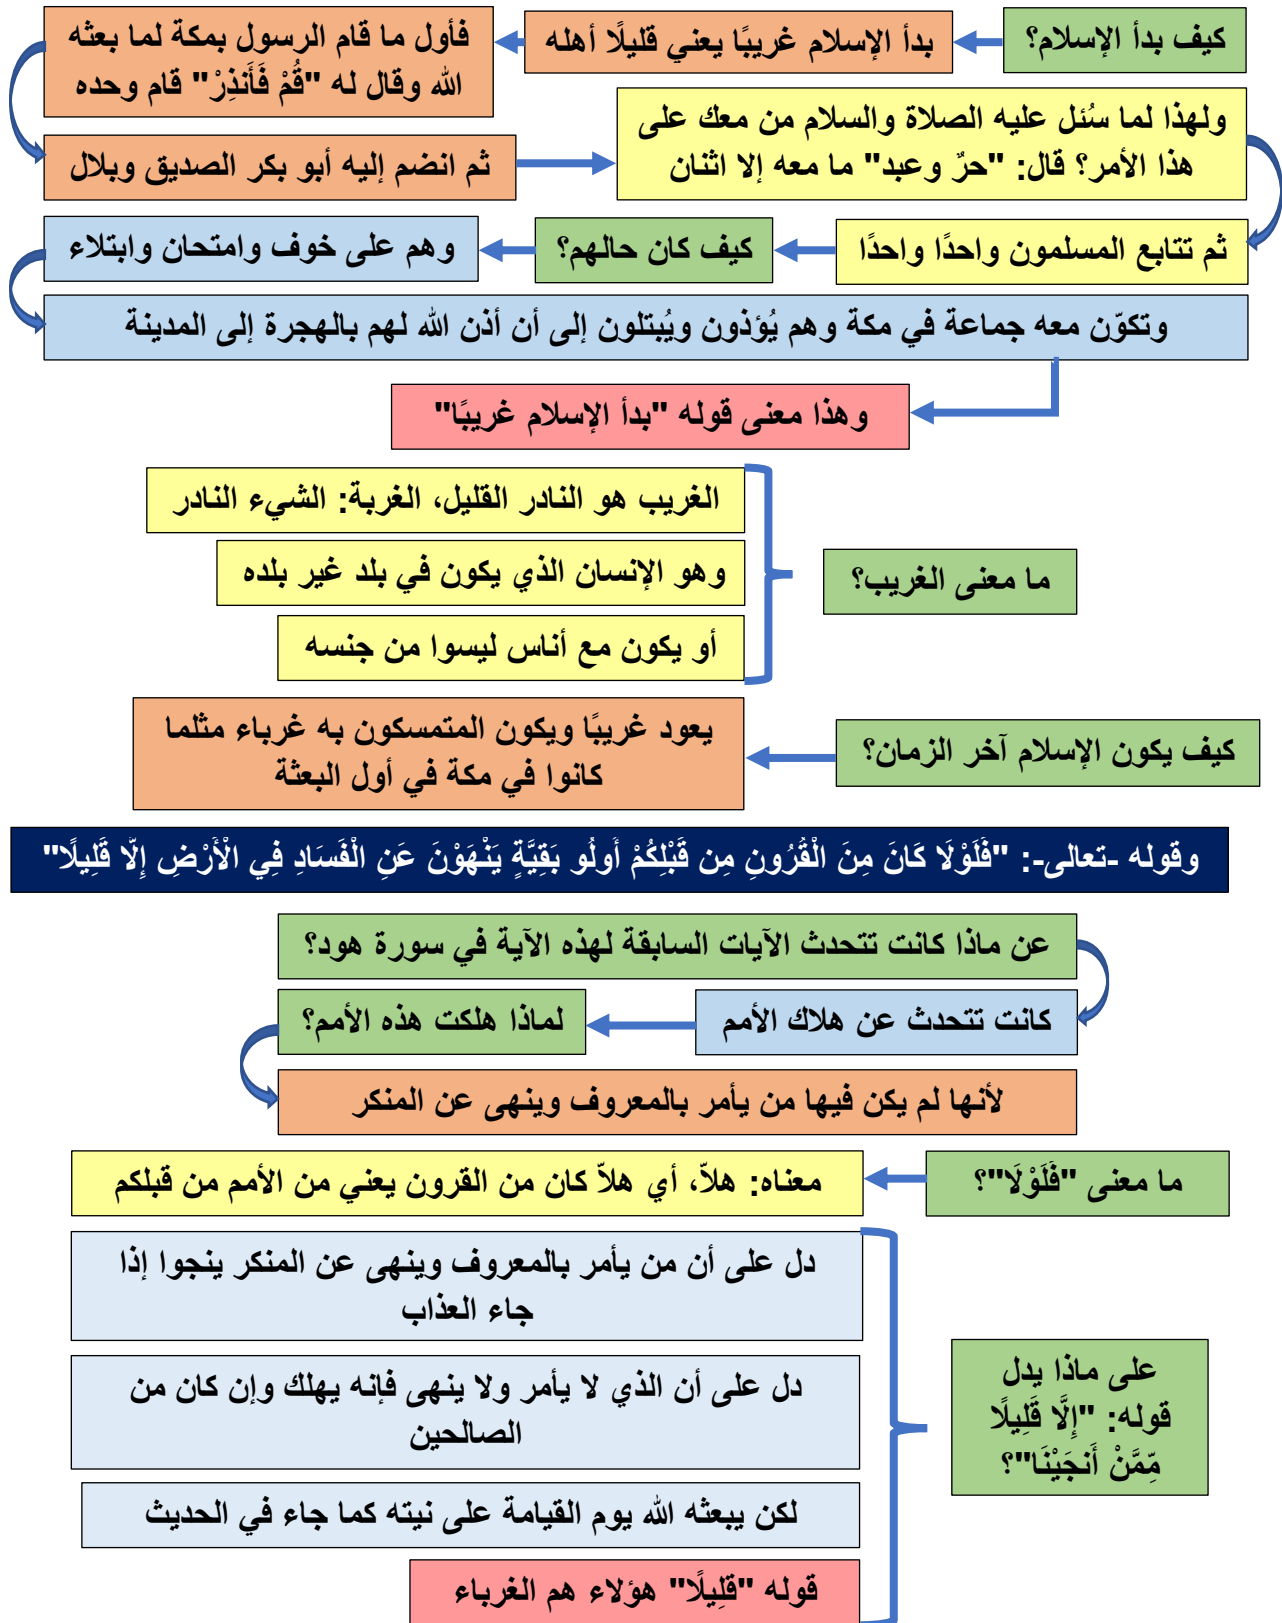 كيف بدأ الإسلام؟
بدأ الإسلام غريبًا يعني قليلًا أهله
فأول ما قام الرسول بمكة لما بعثه
الله وقال له "قُمْ فَأَنذِرْ" قام وحده
ثم انضم إليه أبو بكر الصديق وبلال
ولهذا لما سُئل عليه الصلاة والسلام من معك على
هذا الأمر؟ قال: "حرٌ وعبد" ما معه إلا اثنان
ثم تتابع المسلمون واحدًا واحدًا
كيف كان حالهم؟
وهم على خوف وامتحان وابتلاء
وتكوّن معه جماعة في مكة وهم يُؤذون ويُبتلون إلى أن أذن الله لهم بالهجرة إلى المدينة
وهذا معنى قوله "بدأ الإسلام غريبًا"
ما معنى الغريب؟
الغريب هو النادر القليل، الغربة: الشيء النادر
وهو الإنسان الذي يكون في بلد غير بلده
أو يكون مع أناس ليسوا من جنسه
كيف يكون الإسلام آخر الزمان؟
يعود غريبًا ويكون المتمسكون به غرباء مثلما
كانوا في مكة في أول البعثة
وقوله -تعالى-: "فَلَوْلَا كَانَ مِنَ الْقُرُونِ مِن قَبْلِكُمْ أُولُو بَقِيَّةٍ يَنْهَوْنَ عَنِ الْفَسَادِ فِي الْأَرْضِ إِلَّا قَلِيلًا"
عن ماذا كانت تتحدث الآيات السابقة لهذه الآية في سورة هود؟
كانت تتحدث عن هلاك الأمم
لماذا هلكت هذه الأمم؟
لأنها لم يكن فيها من يأمر بالمعروف وينهى عن المنكر
ما معنى "فَلَوْلَا"؟
معناه: هلاّ، أي هلاّ كان من القرون يعني من الأمم من قبلكم
على ماذا يدل
قوله: "إِلَّا قَلِيلًا
مِّمَّنْ أَنجَيْنَا"؟
دل على أن من يأمر بالمعروف وينهى عن المنكر ينجوا إذا
جاء العذاب
دل على أن الذي لا يأمر ولا ينهى فإنه يهلك وإن كان من
الصالحين
لكن يبعثه الله يوم القيامة على نيته كما جاء في الحديث
قوله "قَلِيلًا" هؤلاء هم الغرباء